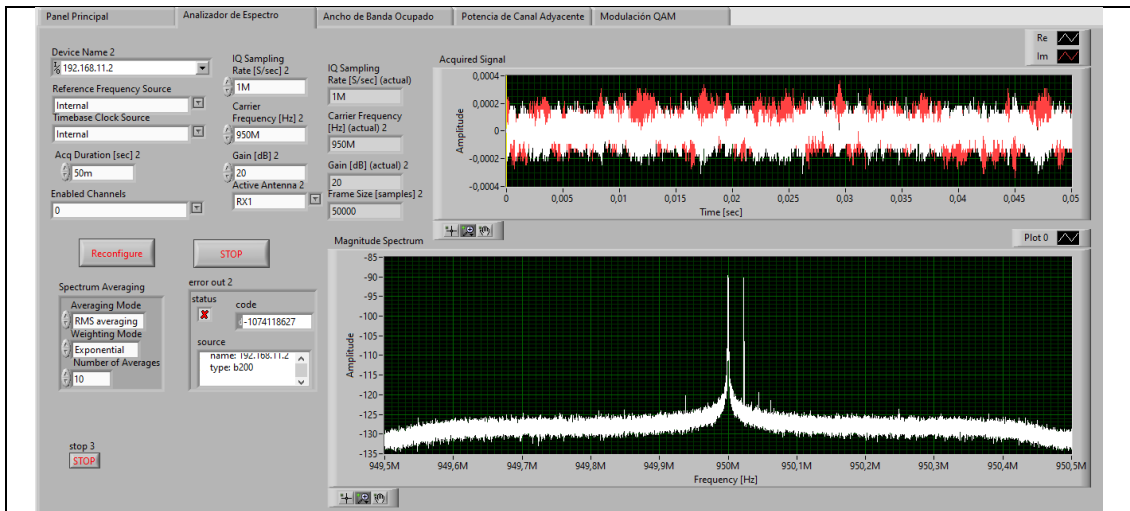 Panel Principal
Analizador de Espectro
Ancho de Banda Ocupado
Potencia de Canal Adyacente
Modulación QAM
Device Name 2
192.168.11.2
Reference Frequency Source
Internal
Timebase Clock Source
Internal
Acq Duration [sec] 2
50m
Enabled Channels
0
IQ Sampling
Rate [S/sec] 2
1M
Carrier
Frequency [Hz] 2
950M
Gain [dB] 2
20
Active Antenna 2
RX1
IQ Sampling
Rate [S/sec] (actual)
1M
Carrier Frequency
[Hz] (actual) 2
950M
Gain [dB] (actual) 2
20
Frame Size [samples] 2
50000
Reconfigure
STOP
Spectrum Averaging
Averaging Mode
RMS averaging
Weighting Mode
Exponential
Number of Averages
10
error out 2
status
code
-1074118627
source
name: 192.168.11.2
type: b200
stop 3
STOP
Acquired Signal
Re
Im
Amplitude
0,0004
0,0002
0
-0,0002
-0,0004
0 0,005 0,01 0,015 0,02 0,025 0,03 0,035 0,04 0,045 0,05
Time [sec]
Magnitude Spectrum
Plot 0
Amplitude
-85
-90
-95
-100
-105
-110
-115
-120
-125
-130
-135
949,5M 949,6M 949,7M 949,8M 949,9M 950M 950,1M 950,2M 950,3M 950,4M 950,5M
Frequency [Hz]